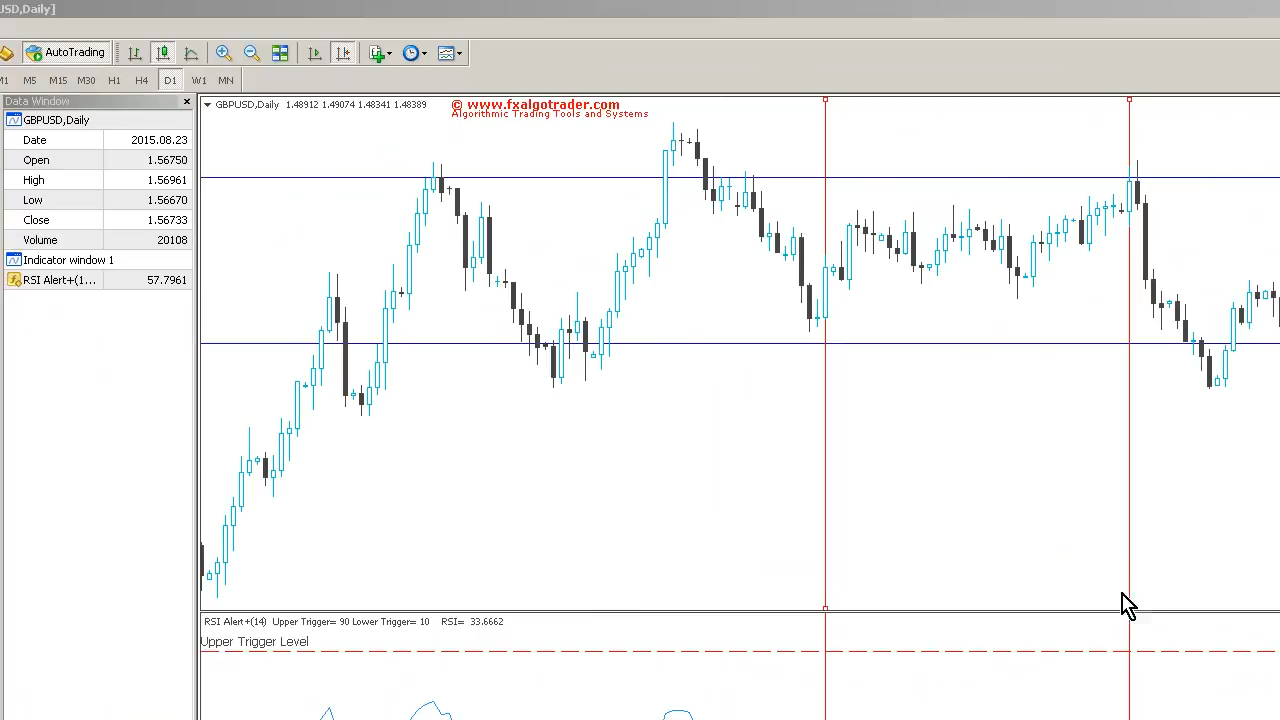 USD,Daily]
AutoTrading
M1 M5 M15 M30 H1 H4 D1 W1 MN
Data Window
GBPUSD,Daily
Date 2015.08.23
Open 1.56750
High 1.56961
Low 1.56670
Close 1.56733
Volume 20108
Indicator window 1
RSI Alert+(1... 57.7961
GBPUSD,Daily 1.48912 1.49074 1.48341 1.48389
© www.fxalgotrader.com
Algorithmic Trading Tools and Systems
RSI Alert+(14) Upper Trigger= 90 Lower Trigger= 10 RSI= 33.6662
Upper Trigger Level